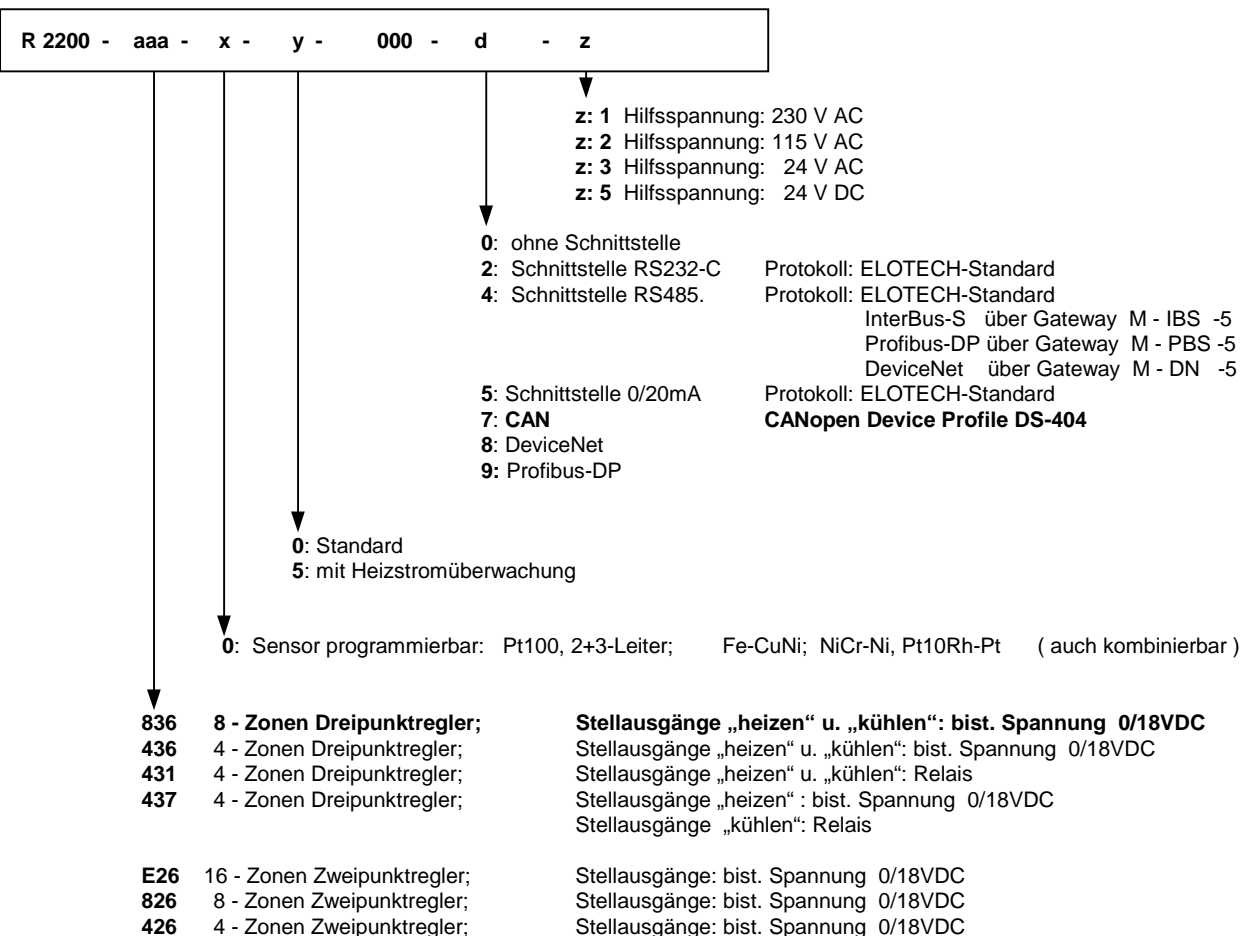 R 2200 - aaa - x - y - 000 - d - z
z: 1 Hilfsspannung: 230 V AC
z: 2 Hilfsspannung: 115 V AC
z: 3 Hilfsspannung: 24 V AC
z: 5 Hilfsspannung: 24 V DC
0: ohne Schnittstelle
2: Schnittstelle RS232-C Protokoll: ELOTECH-Standard
4: Schnittstelle RS485. Protokoll: ELOTECH-Standard
InterBus-S über Gateway M - IBS -5
Profibus-DP über Gateway M - PBS -5
DeviceNet über Gateway M - DN -5
5: Schnittstelle 0/20mA Protokoll: ELOTECH-Standard
7: CAN CANopen Device Profile DS-404
8: DeviceNet
9: Profibus-DP
0: Standard
5: mit Heizstromüberwachung
0: Sensor programmierbar: Pt100, 2+3-Leiter; Fe-CuNi; NiCr-Ni, Pt10Rh-Pt ( auch kombinierbar )
836 8 - Zonen Dreipunktregler; Stellausgänge „heizen“ u. „kühlen“: bist. Spannung 0/18VDC
436 4 - Zonen Dreipunktregler; Stellausgänge „heizen“ u. „kühlen“: bist. Spannung 0/18VDC
431 4 - Zonen Dreipunktregler; Stellausgänge „heizen“ u. „kühlen“: Relais
437 4 - Zonen Dreipunktregler; Stellausgänge „heizen“ : bist. Spannung 0/18VDC
Stellausgänge „kühlen“: Relais
E26 16 - Zonen Zweipunktregler; Stellausgänge: bist. Spannung 0/18VDC
826 8 - Zonen Zweipunktregler; Stellausgänge: bist. Spannung 0/18VDC
426 4 - Zonen Zweipunktregler; Stellausgänge: bist. Spannung 0/18VDC